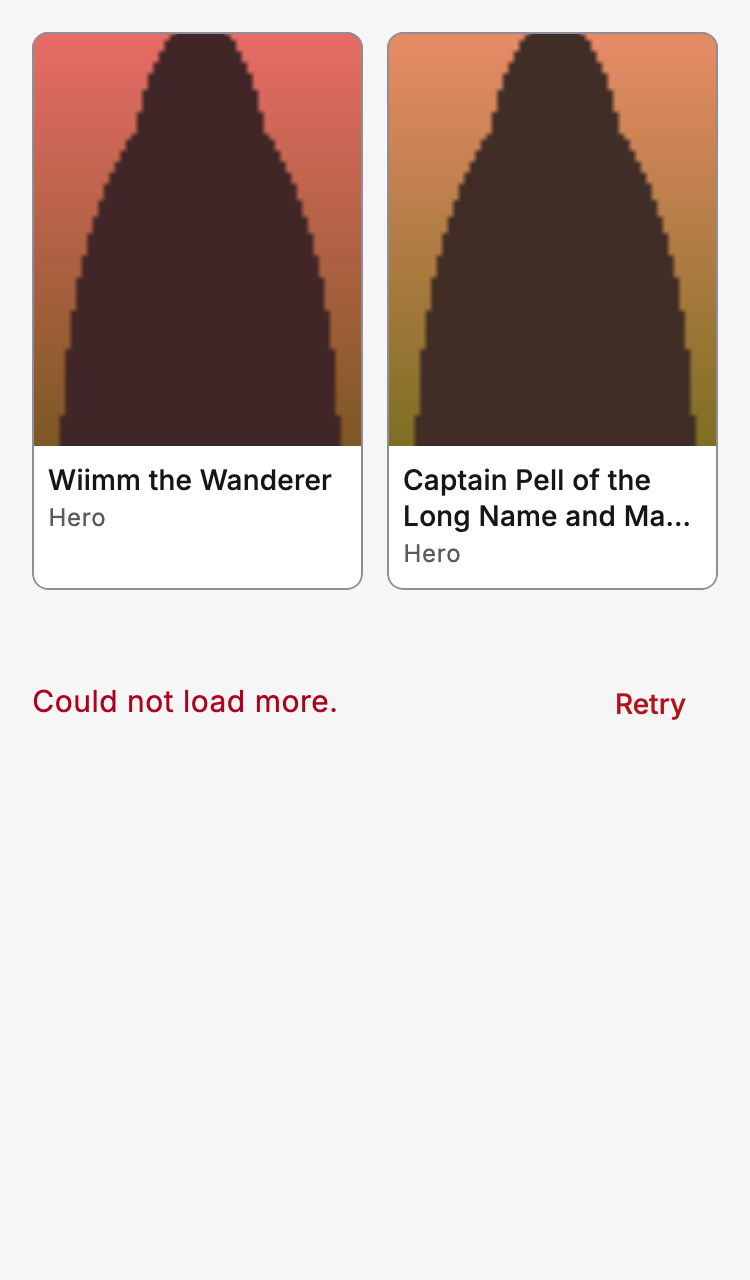 Wiimm the Wanderer
Hero
Captain Pell of the
Long Name and Ma...
Hero
Could not load more.
Retry